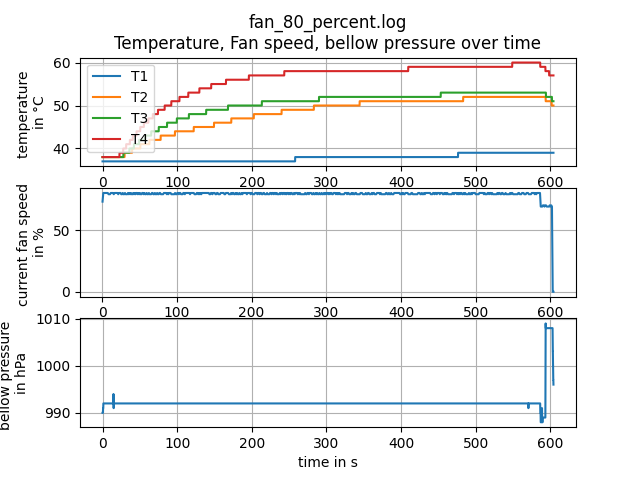 fan_80_percent.log
Temperature, Fan speed, bellow pressure over time
temperature
in °C
60
50
40
T1
T2
T3
T4
0 100 200 300 400 500 600
current fan speed
in %
50
0
0 100 200 300 400 500 600
bellow pressure
in hPa
1010
1000
990
0 100 200 300 400 500 600
time in s